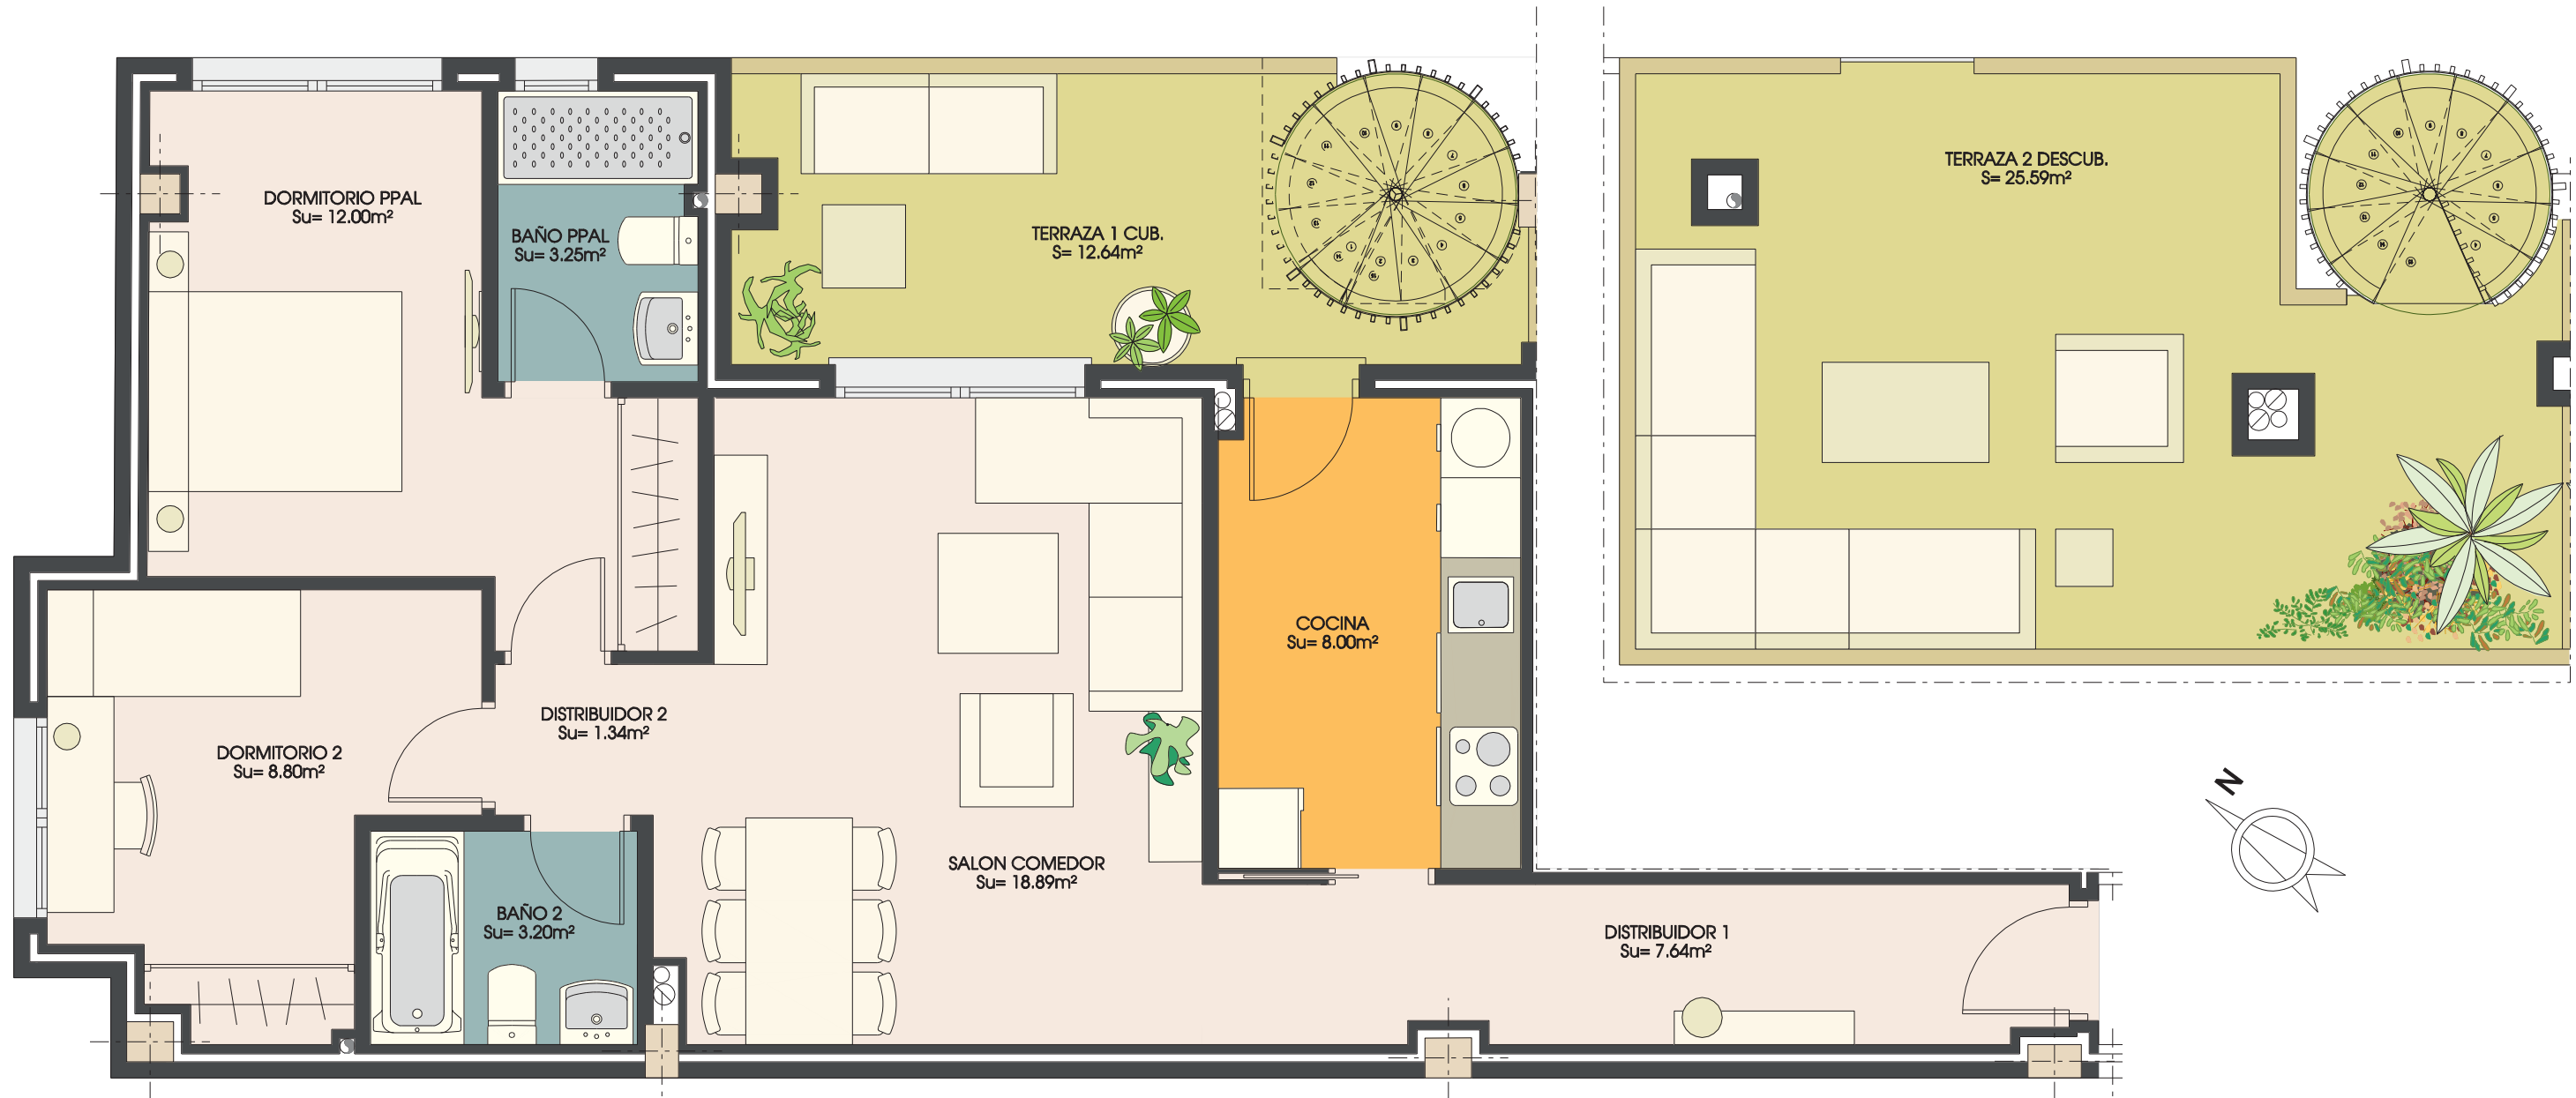 DORMITORIO PPAL
Su= 12.00m²
BAÑO PPAL
Su= 3.25m²
TERRAZA 1 CUB.
S= 12.64m²
TERRAZA 2 DESCUB.
S= 25.59m²
COCINA
Su= 8.00m²
DISTRIBUIDOR 2
Su= 1.34m²
DORMITORIO 2
Su= 8.80m²
SALON COMEDOR
Su= 18.89m²
BAÑO 2
Su= 3.20m²
DISTRIBUIDOR 1
Su= 7.64m²
N